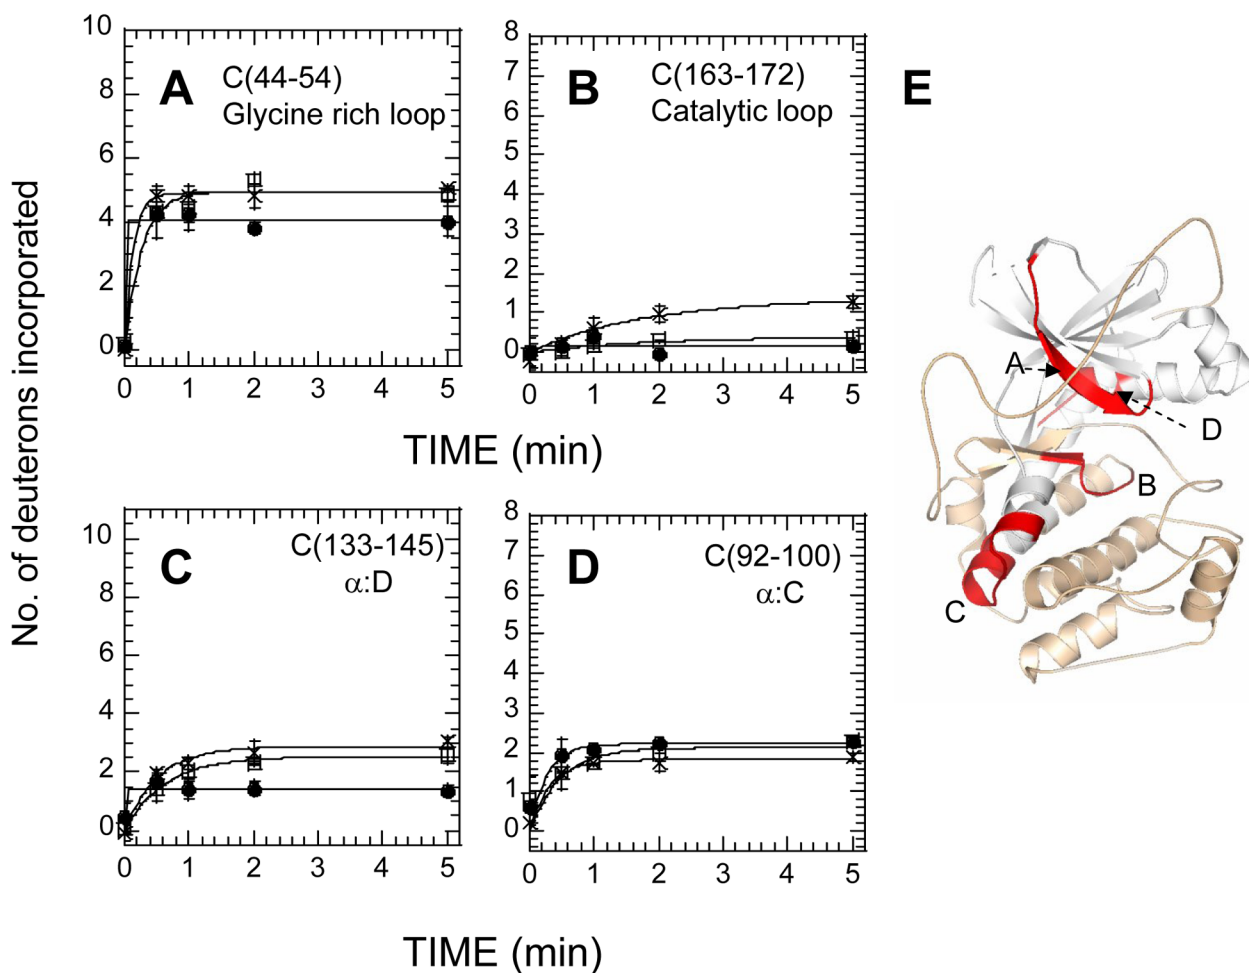 No. of deuterons incorporated
A
C(44-54)
Glycine rich loop
10
8
6
4
2
0
0
1
2
3
4
5
B
C(163-172)
Catalytic loop
8
7
6
5
4
3
2
1
0
0
1
2
3
4
5
TIME (min)
C
C(133-145)
α:D
10
8
6
4
2
0
0
1
2
3
4
5
D
C(92-100)
α:C
8
7
6
5
4
3
2
1
0
0
1
2
3
4
5
TIME (min)
E
A
D
B
C